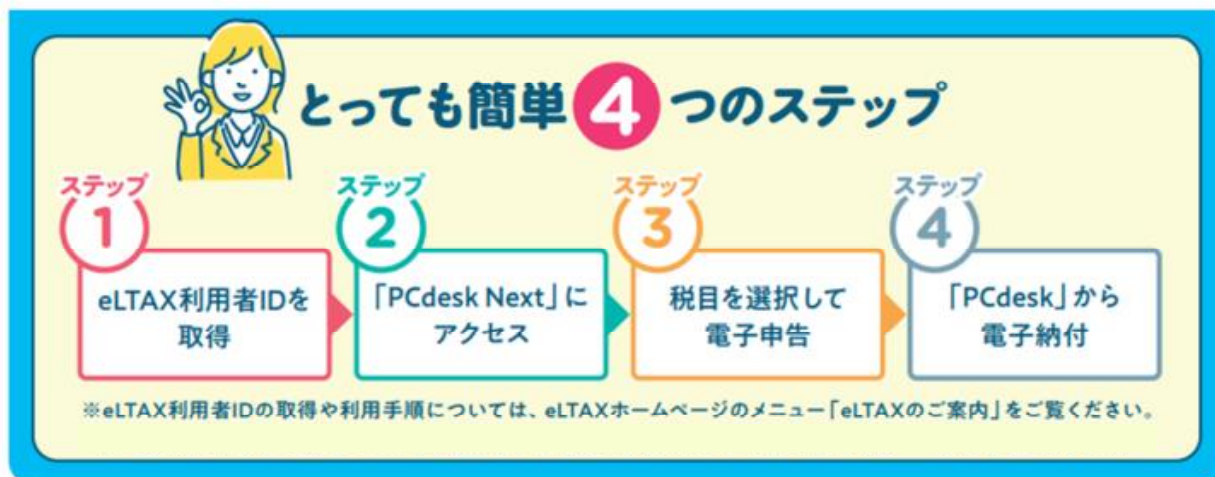 とっても簡単4つのステップ
ステップ
1
eLTAX利用者IDを
取得
ステップ
2
「PCdesk Next」に
アクセス
ステップ
3
税目を選択して
電子申告
ステップ
4
「PCdesk」から
電子納付
※eLTAX利用者IDの取得や利用手順については、eLTAXホームページのメニュー「eLTAXのご案内」をご覧ください。